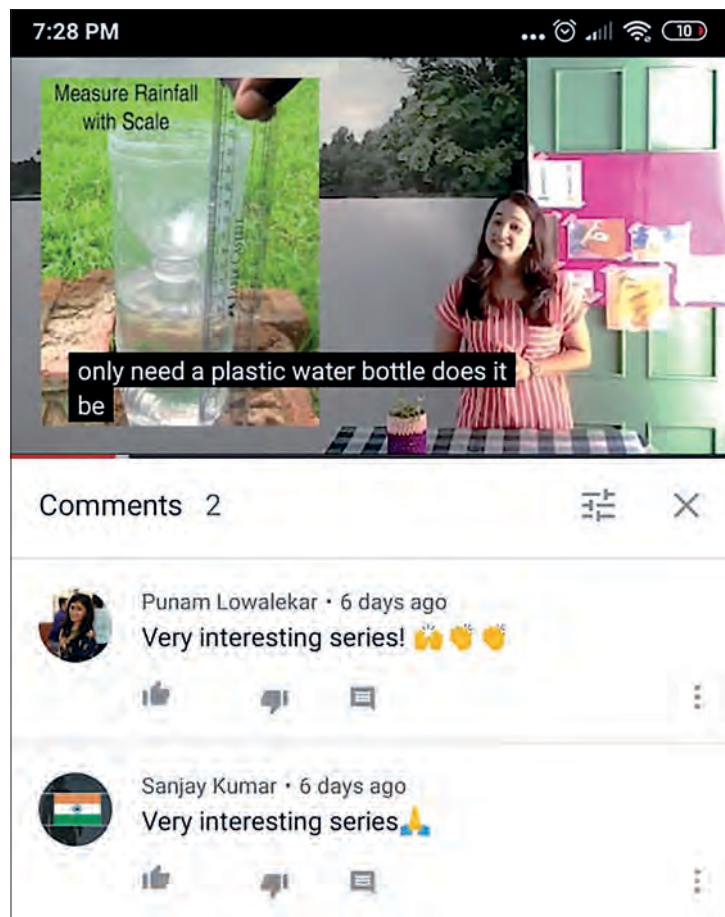 7:28 PM
10
Measure Rainfall
with Scale
only need a plastic water bottle does it
be
Comments 2
Punam Lowalekar • 6 days ago
Very interesting series! 🙌👏👏
Sanjay Kumar • 6 days ago
Very interesting series🙏